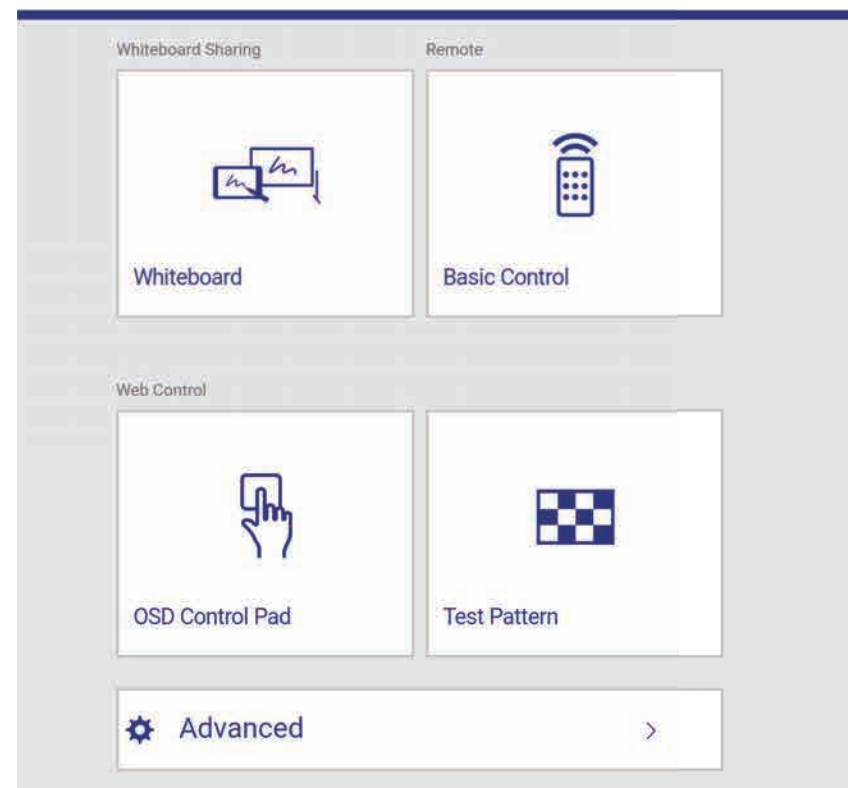 Whiteboard Sharing
Remote
Whiteboard
Basic Control
Web Control
OSD Control Pad
Test Pattern
Advanced